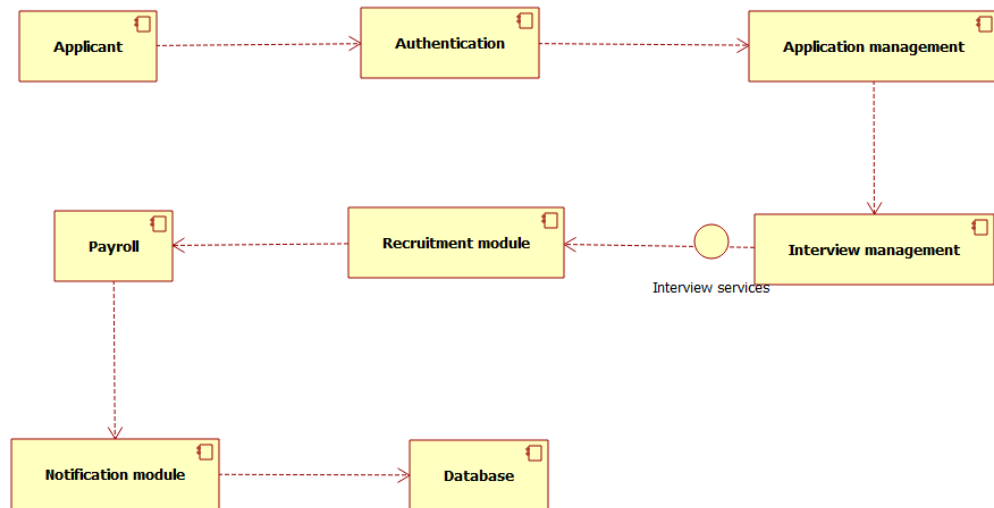 Applicant
Authentication
Application management
Payroll
Recruitment module
Interview management
Interview services
Notification module
Database